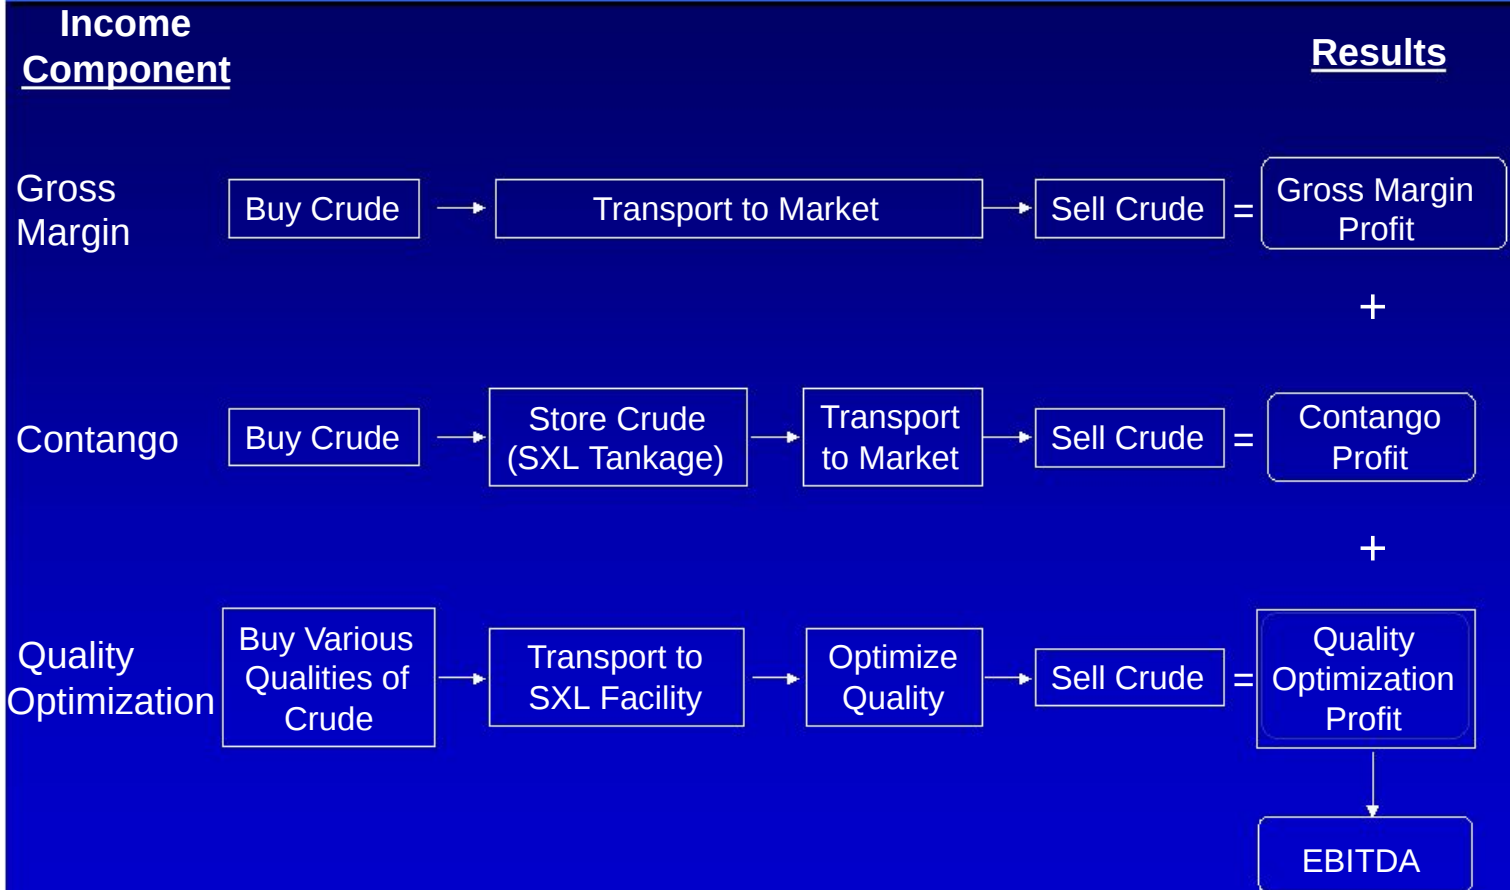 Income
Component
Results
Gross
Margin
Buy Crude
Transport to Market
Sell Crude
=
Gross Margin
Profit
+
Contango
Buy Crude
Store Crude
(SXL Tankage)
Transport
to Market
Sell Crude
=
Contango
Profit
+
Quality
Optimization
Buy Various
Qualities of
Crude
Transport to
SXL Facility
Optimize
Quality
Sell Crude
=
Quality
Optimization
Profit
EBITDA